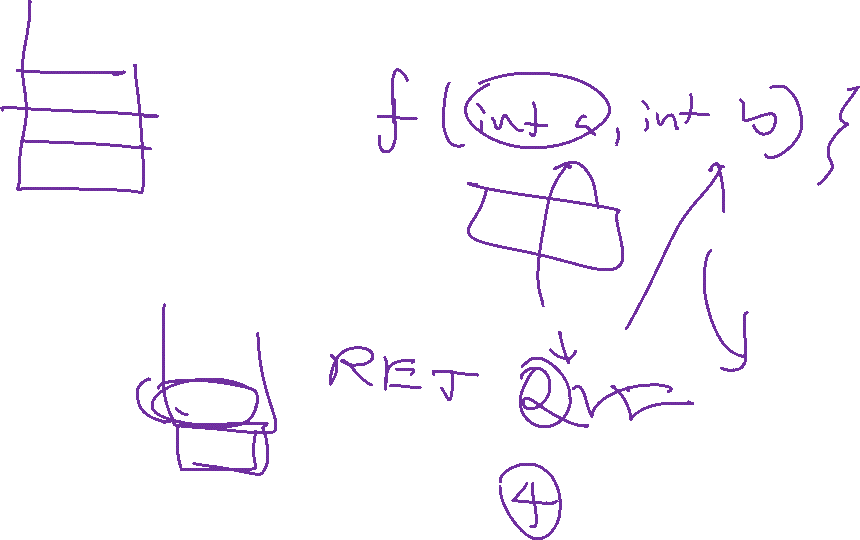 f (int a, int b) {
RET
4